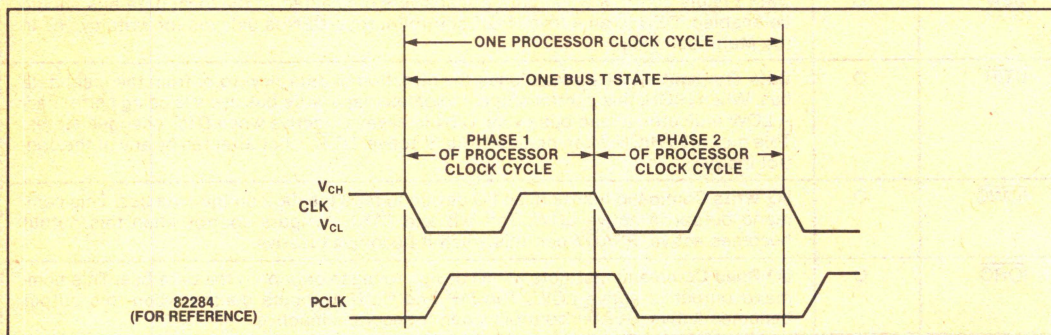 ONE PROCESSOR CLOCK CYCLE
ONE BUS T STATE
PHASE 1
OF PROCESSOR
CLOCK CYCLE
PHASE 2
OF PROCESSOR
CLOCK CYCLE
VCH
CLK
VCL
82284
(FOR REFERENCE)
PCLK